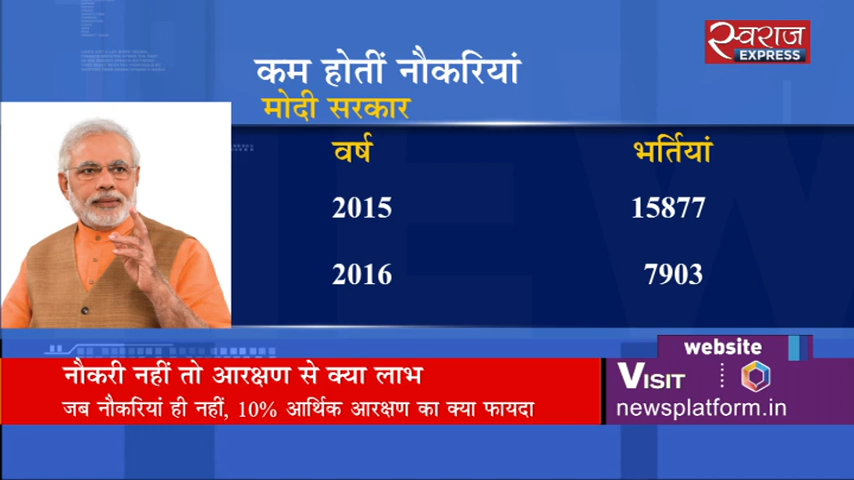 कम होतीं नौकरियां
मोदी सरकार
स्वराज
EXPRESS
वर्ष भर्तियां
2015 15877
2016 7903
नौकरी नहीं तो आरक्षण से क्या लाभ
जब नौकरियां ही नहीं, 10% आर्थिक आरक्षण का क्या फायदा
website
VISIT
newsplatform.in